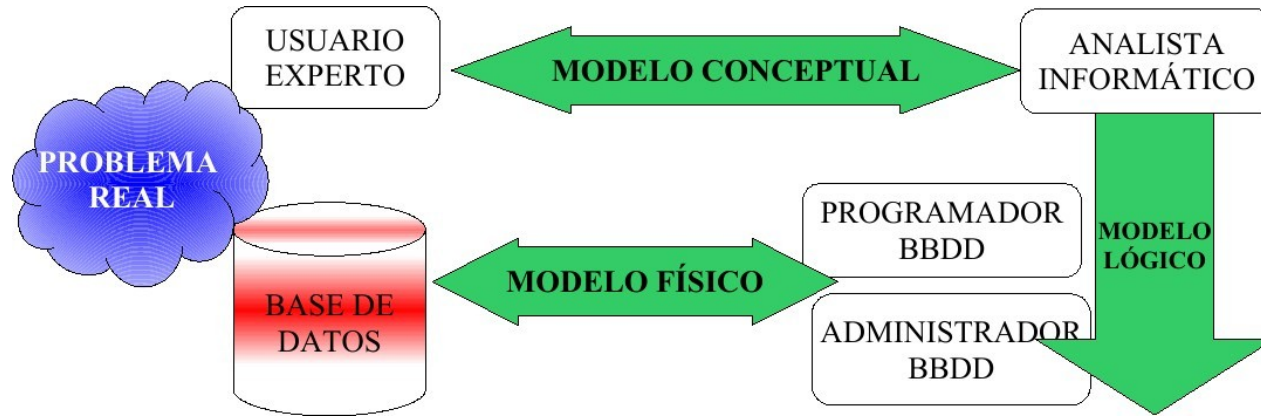 USUARIO
EXPERTO
MODELO CONCEPTUAL
ANALISTA
INFORMÁTICO
PROBLEMA
REAL
PROGRAMADOR
BBDD
MODELO
LÓGICO
MODELO FÍSICO
BASE DE
DATOS
ADMINISTRADOR
BBDD